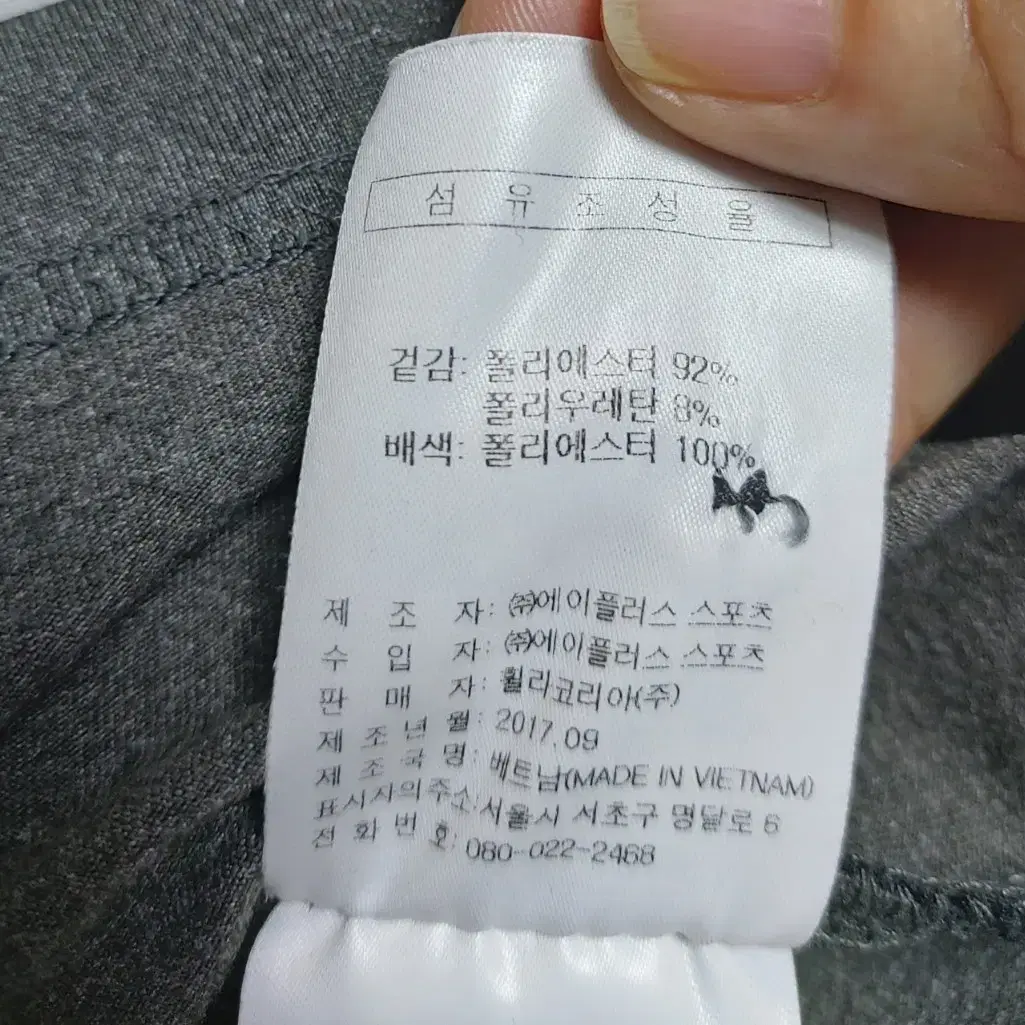 섬 유 조 성 율
겉감: 폴리에스터 92%
폴리우레탄 8%
배색: 폴리에스터 100%
제 조 자: ㈜에이플러스 스포츠
수 입 자: ㈜에이플러스 스포츠
판 매 자: 휠라코리아(주)
제 조 년 월: 2017.09
제 조 국 명: 베트남(MADE IN VIETNAM)
표시자의주소: 서울시 서초구 명달로 6
전 화 번 호: 080-022-2468